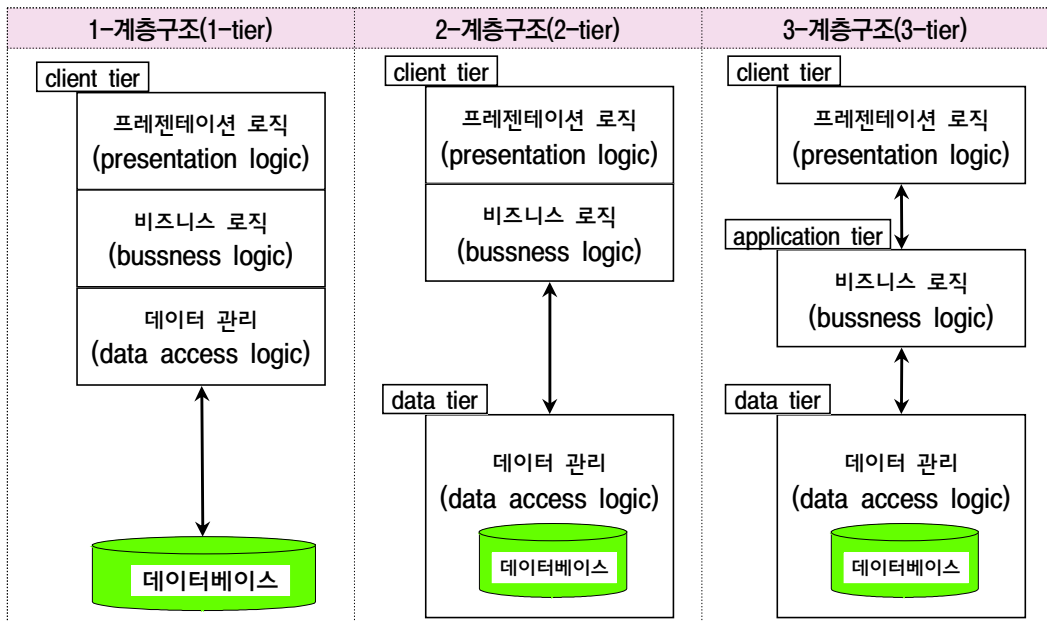 1-계층구조(1-tier)
2-계층구조(2-tier)
3-계층구조(3-tier)
client tier
프레젠테이션 로직
(presentation logic)
비즈니스 로직
(bussness logic)
데이터 관리
(data access logic)
데이터베이스
client tier
프레젠테이션 로직
(presentation logic)
비즈니스 로직
(bussness logic)
data tier
데이터 관리
(data access logic)
데이터베이스
client tier
프레젠테이션 로직
(presentation logic)
application tier
비즈니스 로직
(bussness logic)
data tier
데이터 관리
(data access logic)
데이터베이스